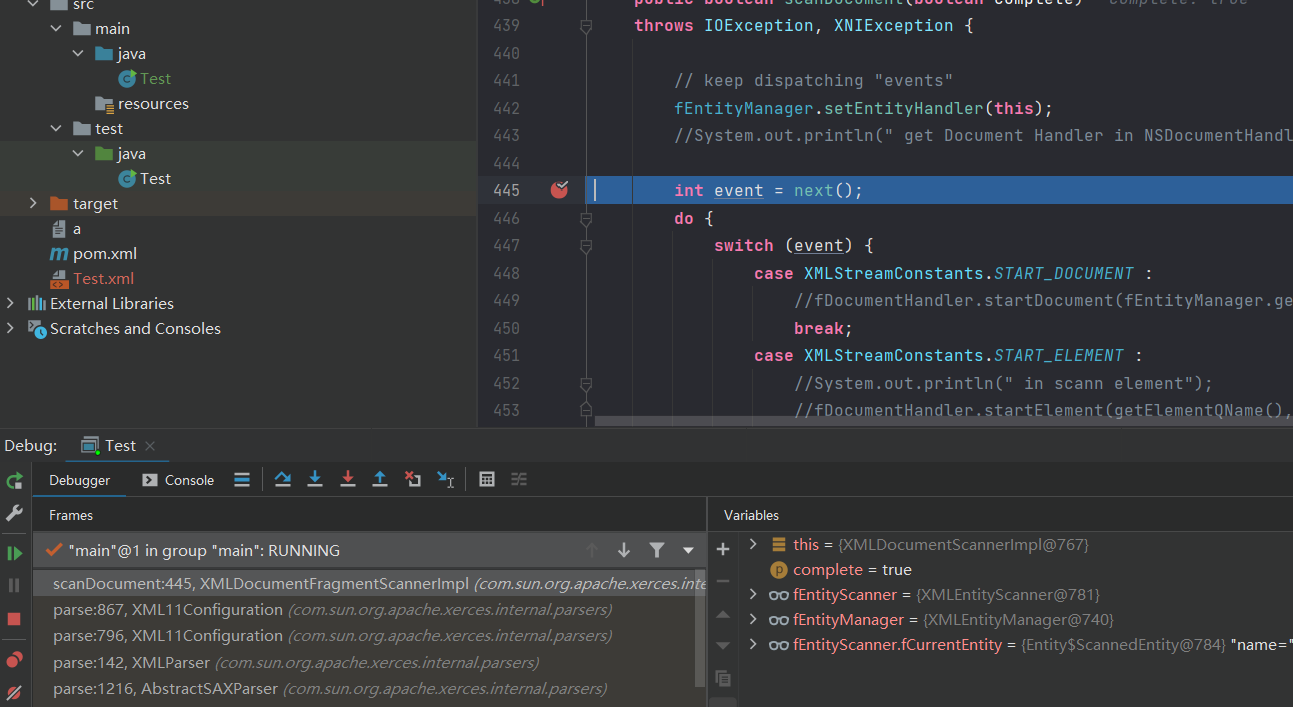 src
main
java
Test
resources
test
java
Test
target
a
pom.xml
Test.xml
External Libraries
Scratches and Consoles
438 public boolean scanDocument(boolean complete) complete: true
439 throws IOException, XNIException {
440
441 // keep dispatching "events"
442 fEntityManager.setEntityHandler(this);
443 //System.out.println(" get Document Handler in NSDocumentHandl
444
445 int event = next();
446 do {
447 switch (event) {
448 case XMLStreamConstants.START_DOCUMENT :
449 //fDocumentHandler.startDocument(fEntityManager.ge
450 break;
451 case XMLStreamConstants.START_ELEMENT :
452 //System.out.println(" in scann element");
453 //fDocumentHandler.startElement(getElementQName(),
Debug: Test
Debugger Console
Frames
"main"@1 in group "main": RUNNING
scanDocument:445, XMLDocumentFragmentScannerImpl (com.sun.org.apache.xerces.inte
parse:867, XML11Configuration (com.sun.org.apache.xerces.internal.parsers)
parse:796, XML11Configuration (com.sun.org.apache.xerces.internal.parsers)
parse:142, XMLParser (com.sun.org.apache.xerces.internal.parsers)
parse:1216, AbstractSAXParser (com.sun.org.apache.xerces.internal.parsers)
Variables
this = {XMLDocumentScannerImpl@767}
complete = true
fEntityScanner = {XMLEntityScanner@781}
fEntityManager = {XMLEntityManager@740}
fEntityScanner.fCurrentEntity = {Entity$ScannedEntity@784} "name="